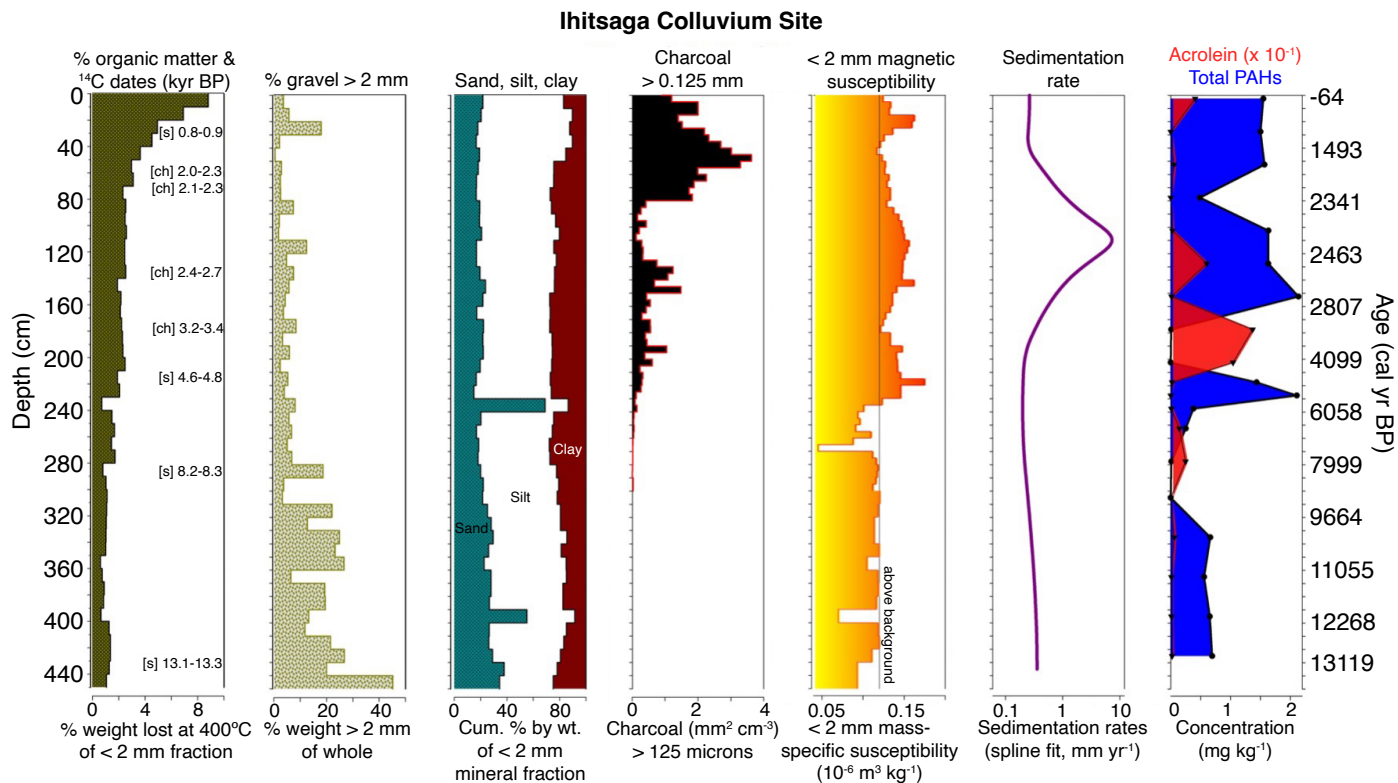 Ihitsaga Colluvium Site
% organic matter &
¹⁴C dates (kyr BP)
% gravel > 2 mm
Sand, silt, clay
Charcoal
> 0.125 mm
< 2 mm magnetic
susceptibility
Sedimentation
rate
Acrolein (x 10⁻¹)
Total PAHs
Depth (cm)
0
40
80
120
160
200
240
280
320
360
400
440
[s] 0.8-0.9
[ch] 2.0-2.3
[ch] 2.1-2.3
[ch] 2.4-2.7
[ch] 3.2-3.4
[s] 4.6-4.8
[s] 8.2-8.3
[s] 13.1-13.3
Sand
Silt
Clay
above background
-64
1493
2341
2463
2807
4099
6058
7999
9664
11055
12268
13119
Age (cal yr BP)
0 4 8
% weight lost at 400ºC
of < 2 mm fraction
0 20 40
% weight > 2 mm
of whole
0 40 80
Cum. % by wt.
of < 2 mm
mineral fraction
0 2 4
Charcoal (mm² cm⁻³)
> 125 microns
0.05 0.15
< 2 mm mass-
specific susceptibility
(10⁻⁶ m³ kg⁻¹)
0.1 1 10
Sedimentation rates
(spline fit, mm yr⁻¹)
0 1 2
Concentration
(mg kg⁻¹)